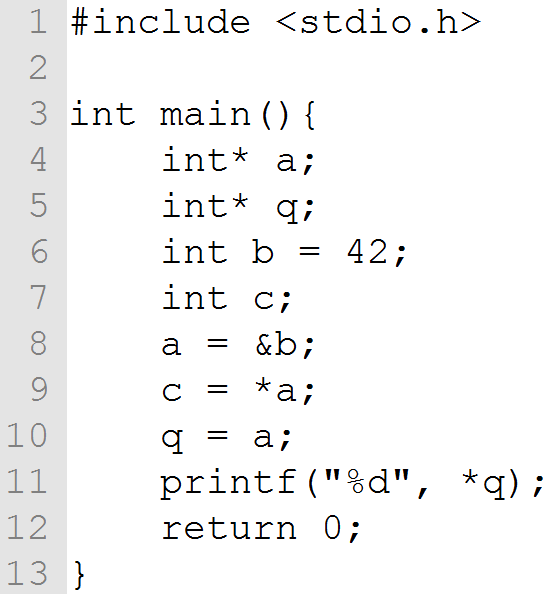 1 #include <stdio.h>
2
3 int main(){
4     int* a;
5     int* q;
6     int b = 42;
7     int c;
8     a = &b;
9     c = *a;
10     q = a;
11     printf("%d", *q);
12     return 0;
13 }